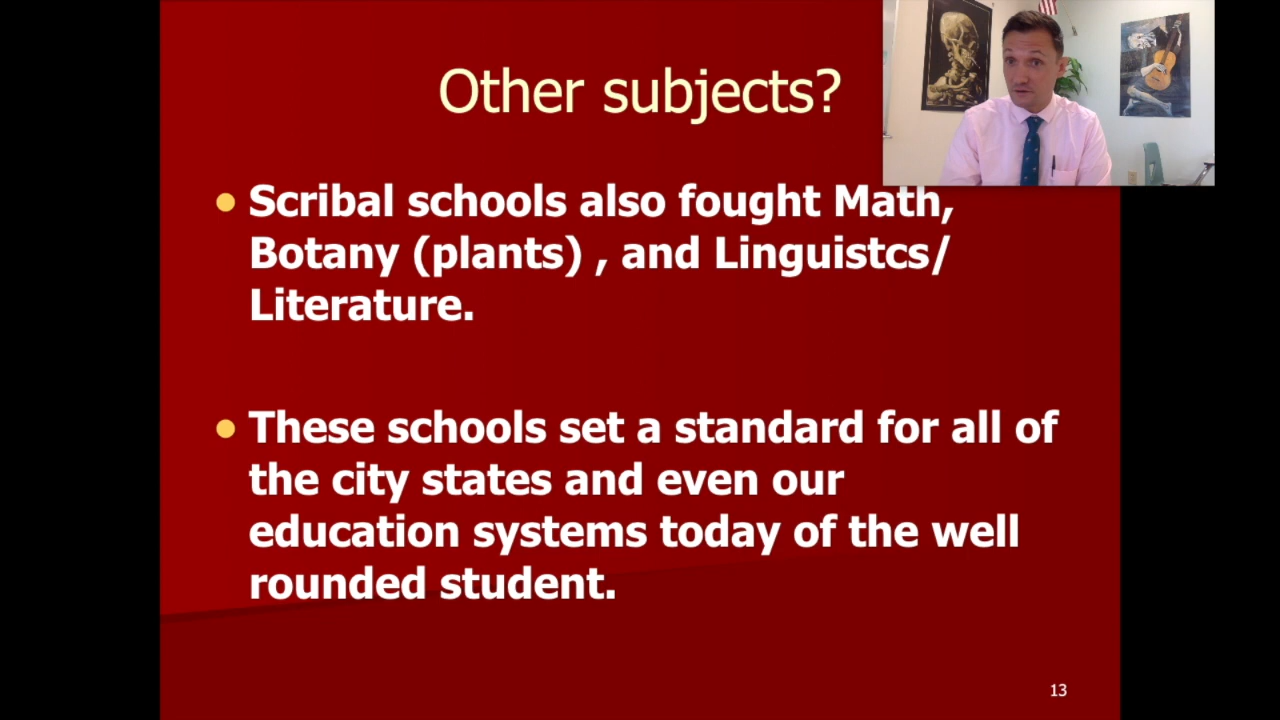 Other subjects?
Scribal schools also fought Math,
Botany (plants) , and Linguistcs/
Literature.
These schools set a standard for all of
the city states and even our
education systems today of the well
rounded student.
13